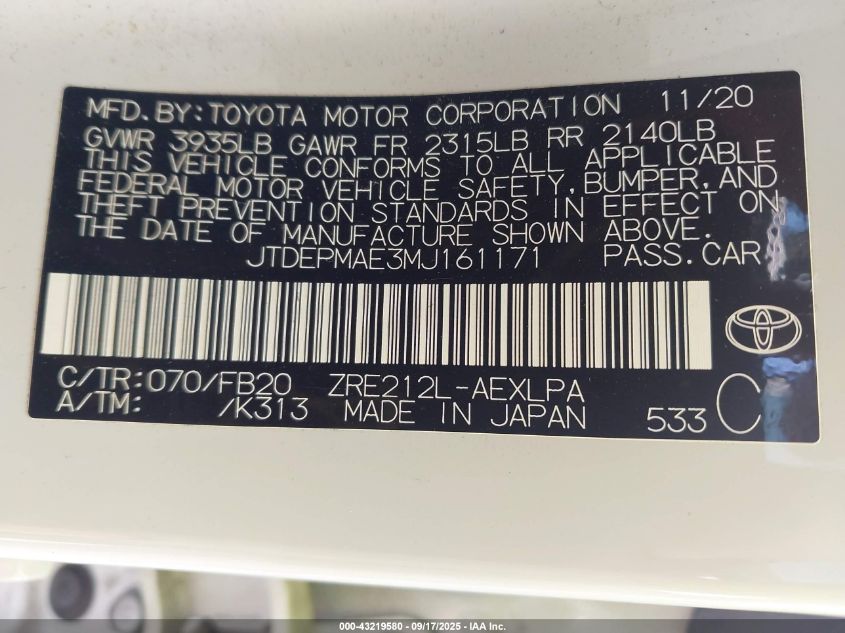 MFD.BY:TOYOTA MOTOR CORPORATION 11/20
GVWR 3935LB GAWR FR 2315LB RR 2140LB
THIS VEHICLE CONFORMS TO ALL APPLICABLE
FEDERAL MOTOR VEHICLE SAFETY,BUMPER,AND
THEFT PREVENTION STANDARDS IN EFFECT ON
THE DATE OF MANUFACTURE SHOWN ABOVE.
JTDEPMAE3MJ161171 PASS.CAR
C/TR:070/FB20 ZRE212L-AEXLPA
A/TM: /K313 MADE IN JAPAN 533 C
000-43219580 - 09/17/2025 - IAA Inc.